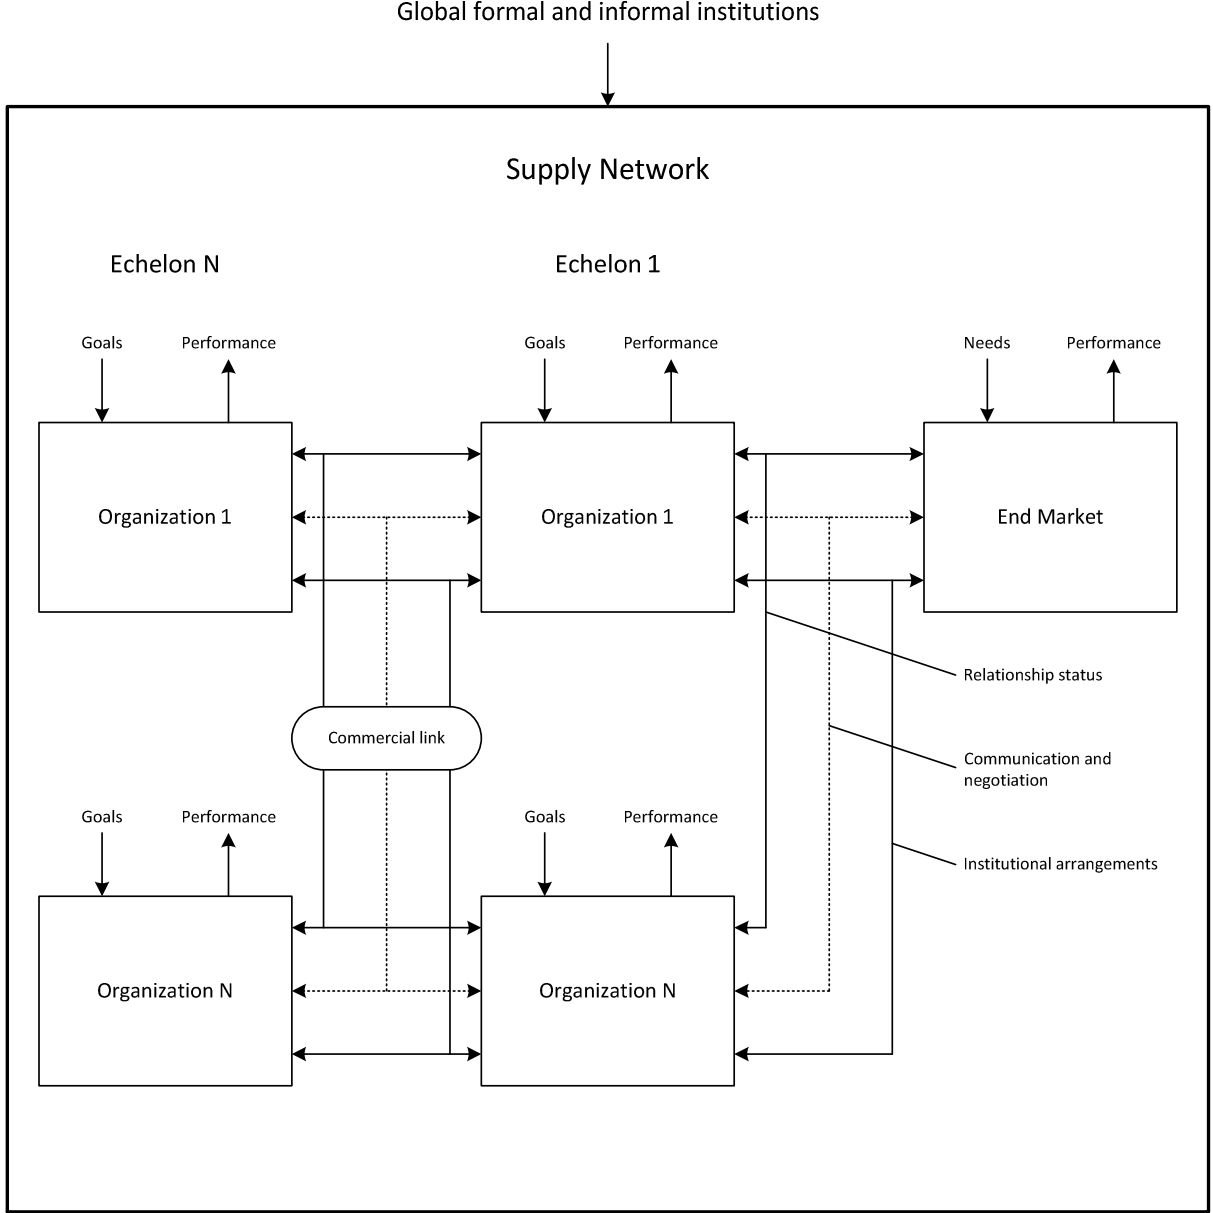 Global formal and informal institutions
Supply Network
Echelon N
Echelon 1
Goals
Performance
Goals
Performance
Needs
Performance
Organization 1
Organization 1
End Market
Relationship status
Commercial link
Communication and
negotiation
Goals
Performance
Goals
Performance
Institutional arrangements
Organization N
Organization N